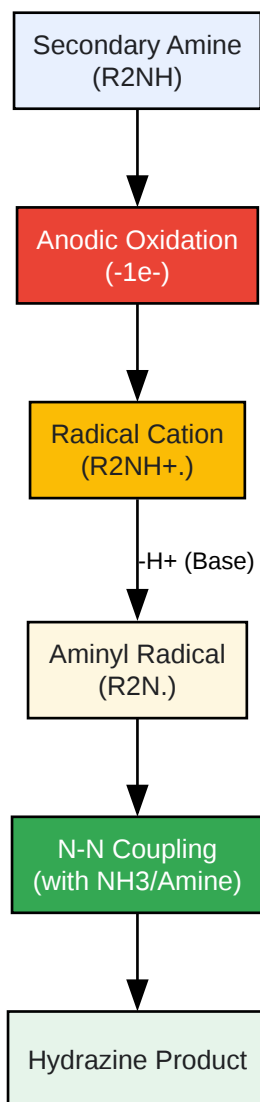 Secondary Amine
(R2NH)
Anodic Oxidation
(-1e-)
Radical Cation
(R2NH+.)
-H+ (Base)
Aminyl Radical
(R2N.)
N-N Coupling
(with NH3/Amine)
Hydrazine Product